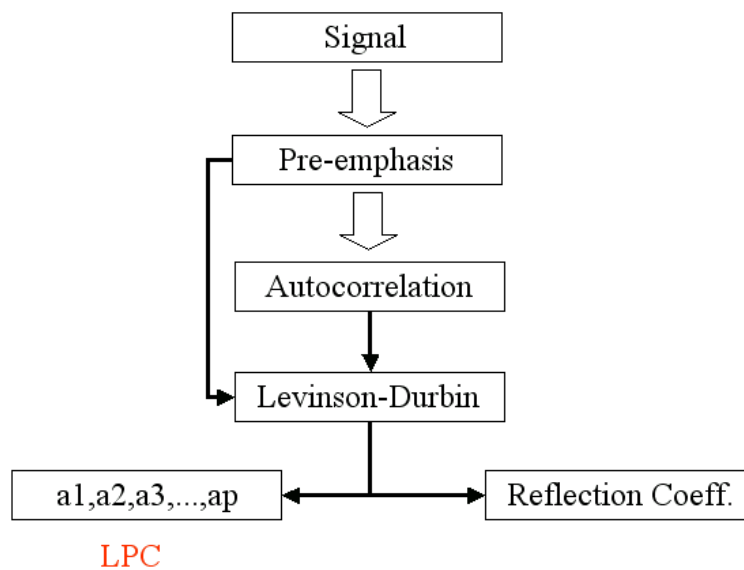 Signal
Pre-emphasis
Autocorrelation
Levinson-Durbin
a1,a2,a3,...,ap
Reflection Coeff.
LPC